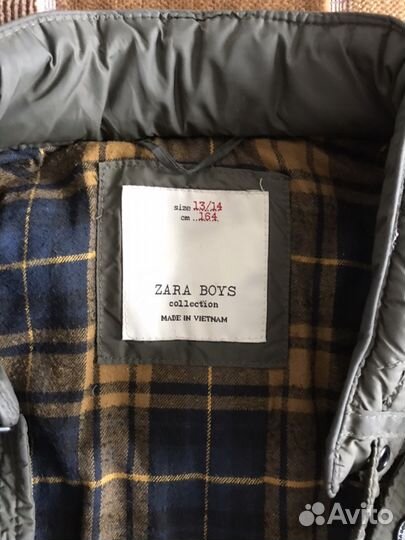 size 13/14
cm 164
ZARA BOYS
collection
MADE IN VIETNAM
Avito